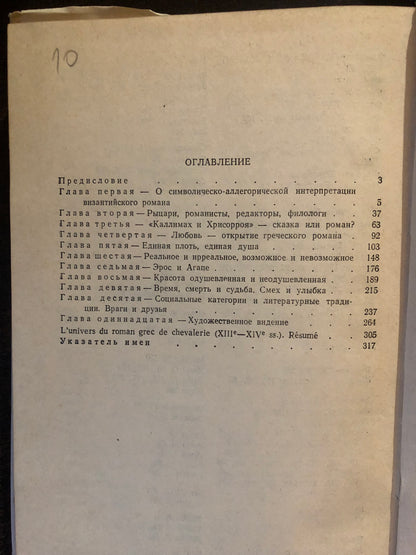 10
ОГЛАВЛЕНИЕ
Предисловие . . . . . . . . . . 3
Глава первая — О символическо-аллегорической интерпретации
византийского романа . . . . . . . 5
Глава вторая — Рыцари, романисты, редакторы, филологи . 37
Глава третья — «Каллимах и Хрисорроя» — сказка или роман? 63
Глава четвертая — Любовь — открытие греческого романа . 92
Глава пятая — Единая плоть, единая душа . . . . 103
Глава шестая — Реальное и ирреальное, возможное и невозможное 148
Глава седьмая — Эрос и Агапе . . . . . . 176
Глава восьмая — Красота одушевленная и неодушевленная . 189
Глава девятая — Время, смерть и судьба. Смех и улыбка . 215
Глава десятая — Социальные категории и литературные тради-
ции. Враги и друзья . . . . . . . 237
Глава одиннадцатая — Художественное видение . . . 264
L'univers du roman grec de chevalerie (XIIIe—XIVe ss.). Résumé . 305
Указатель имен . . . . . . . . . 317